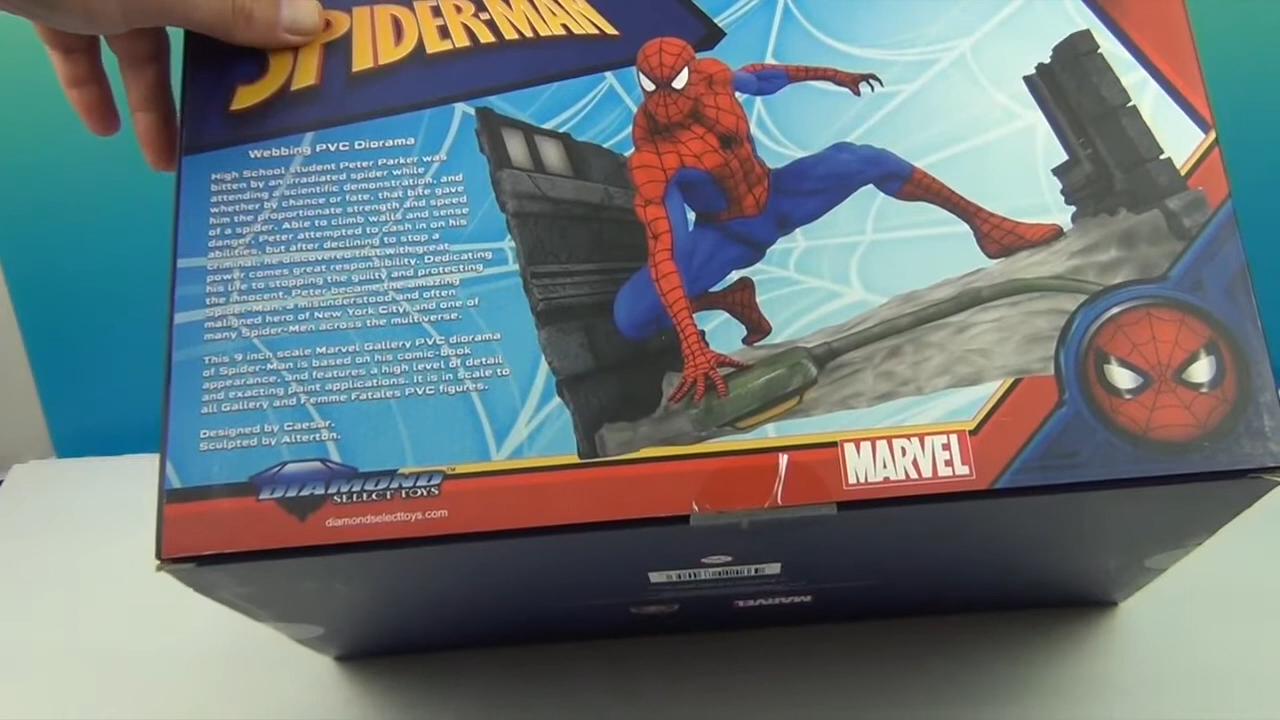 SPIDER-MAN
Webbing PVC Diorama
High School student Peter Parker was
bitten by an irradiated spider while
attending a scientific demonstration, and
whether by chance or fate, that bite gave
him the proportionate strength and speed
of a spider. Able to climb walls and sense
danger, Peter attempted to cash in on his
abilities, but after declining to stop a
criminal, he discovered that with great
power comes great responsibility. Dedicating
his life to stopping the guilty and protecting
the innocent, Peter became the amazing
Spider-Man, a misunderstood and often
maligned hero of New York City, and one of
many Spider-Men across the multiverse.
This 9 inch scale Marvel Gallery PVC diorama
of Spider-Man is based on his comic-book
appearance, and features a high level of detail
and exacting paint applications. It is in scale to
all Gallery and Femme Fatales PVC figures.
Designed by Caesar.
Sculpted by Alterton.
DIAMOND™
SELECT TOYS
diamondselecttoys.com
MARVEL
MARVEL